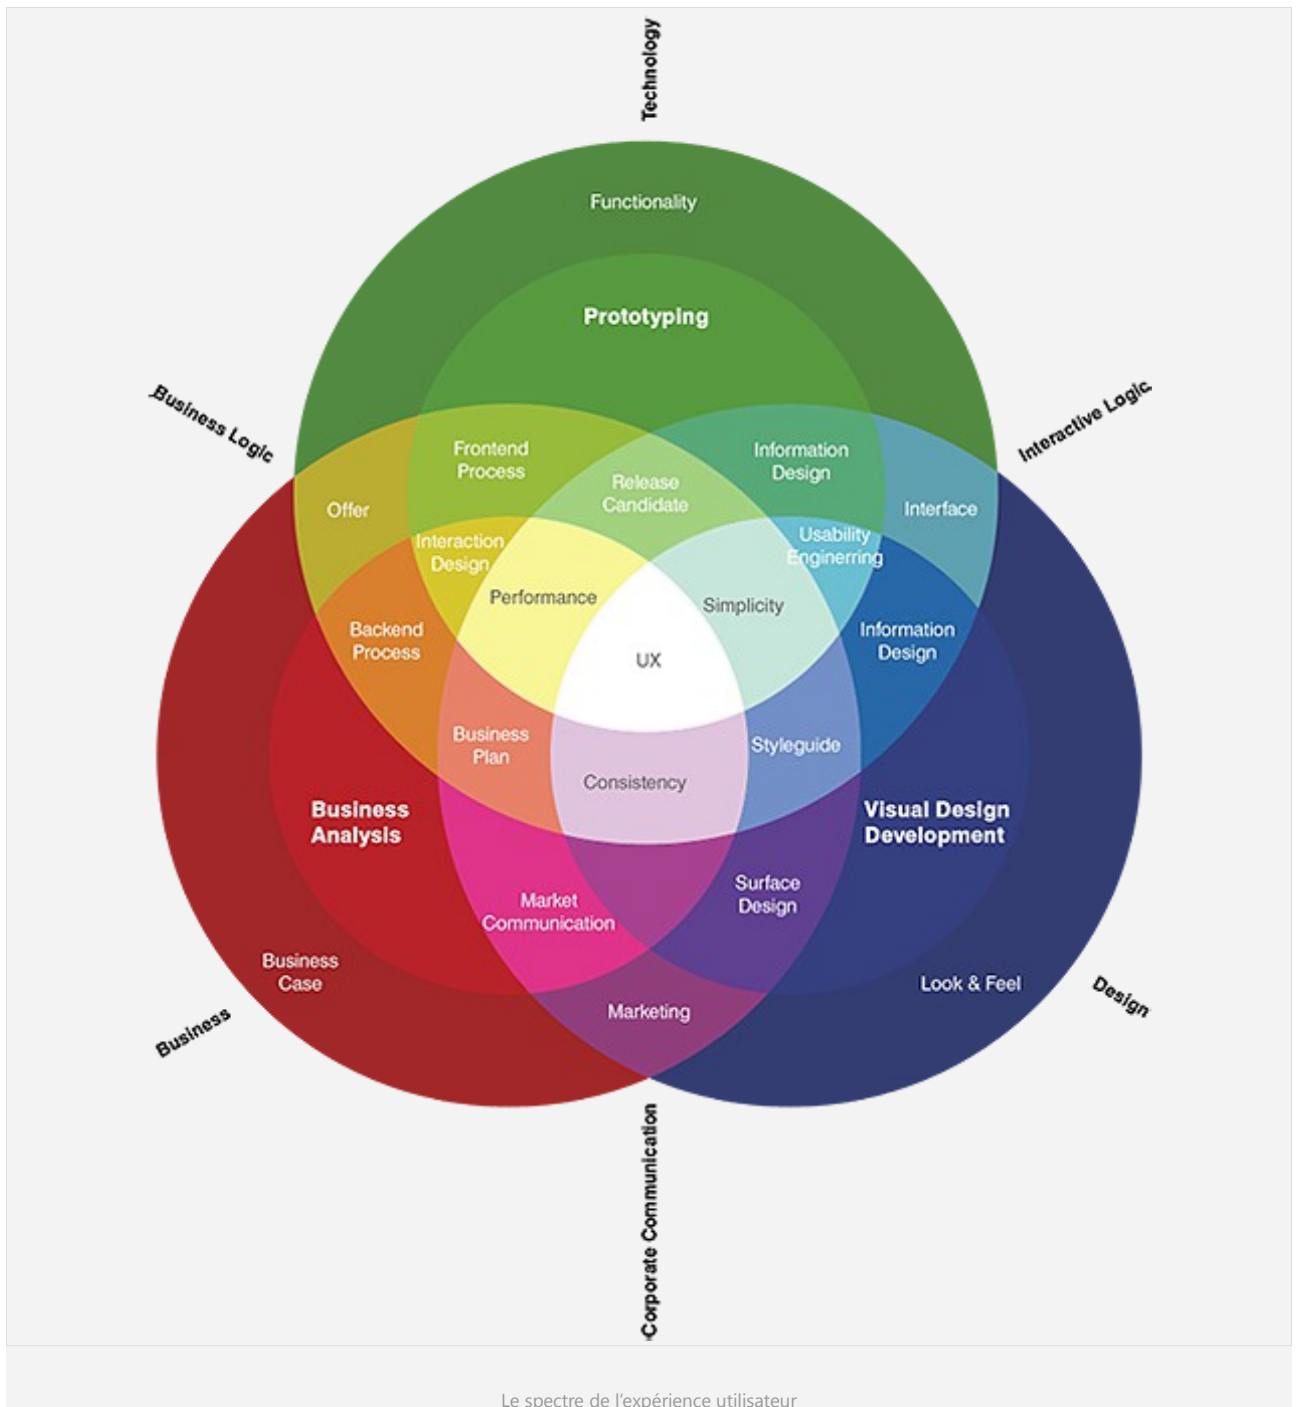 Technology
Functionality
Prototyping
Business Logic
Interactive Logic
Frontend
Process
Information
Design
Release
Candidate
Offer
Interface
Interaction
Design
Usability
Enginerring
Performance
Simplicity
Backend
Process
Information
Design
UX
Business
Plan
Styleguide
Consistency
Business
Analysis
Visual Design
Development
Surface
Design
Market
Communication
Business
Case
Look & Feel
Marketing
Business
Design
Corporate Communication
Le spectre de l'expérience utilisateur